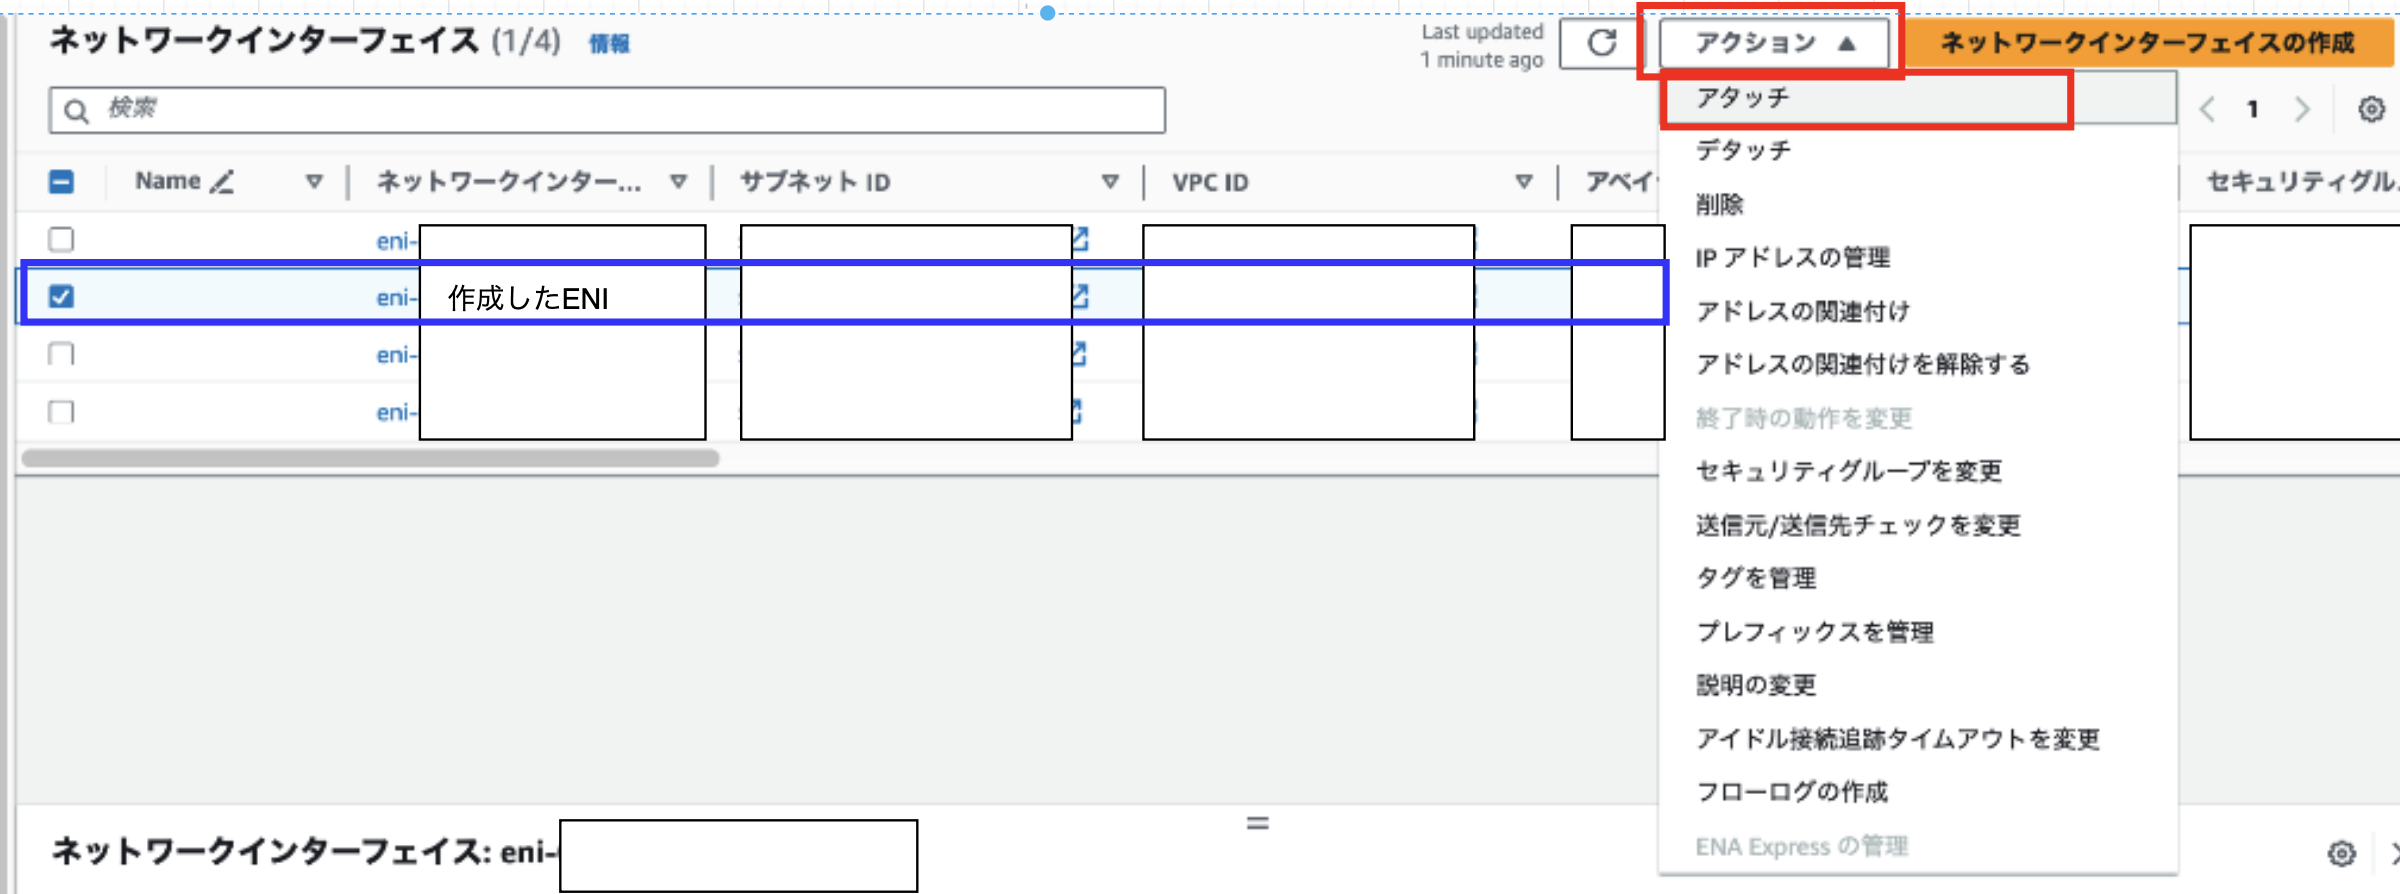 ネットワークインターフェイス (1/4) 情報
Last updated
1 minute ago
アクション ▲
ネットワークインターフェイスの作成
検索
1
Name
ネットワークインター...
サブネット ID
VPC ID
アベイ
セキュリティグル
eni-
eni- 作成したENI
eni-
eni-
アタッチ
デタッチ
削除
IP アドレスの管理
アドレスの関連付け
アドレスの関連付けを解除する
終了時の動作を変更
セキュリティグループを変更
送信元/送信先チェックを変更
タグを管理
プレフィックスを管理
説明の変更
アイドル接続追跡タイムアウトを変更
フローログの作成
ENA Express の管理
ネットワークインターフェイス: eni-